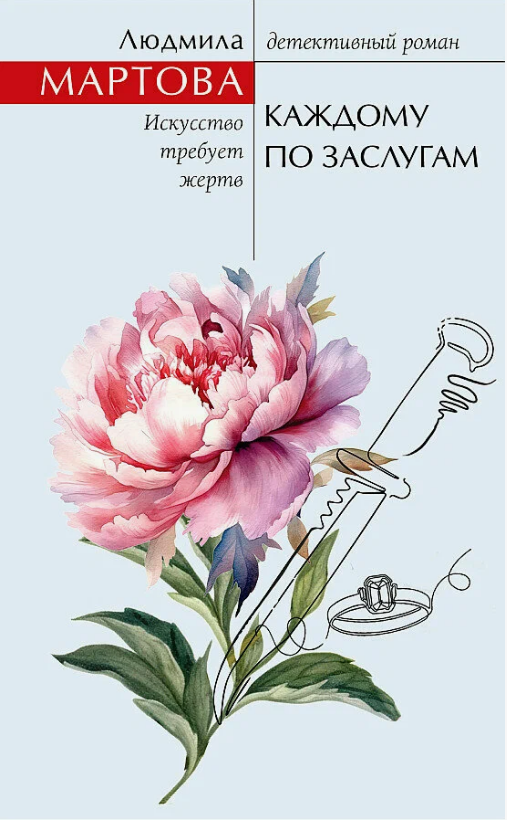 Людмила
МАРТОВА
Искусство
требует
жертв
детективный роман
КАЖДОМУ
ПО ЗАСЛУГАМ